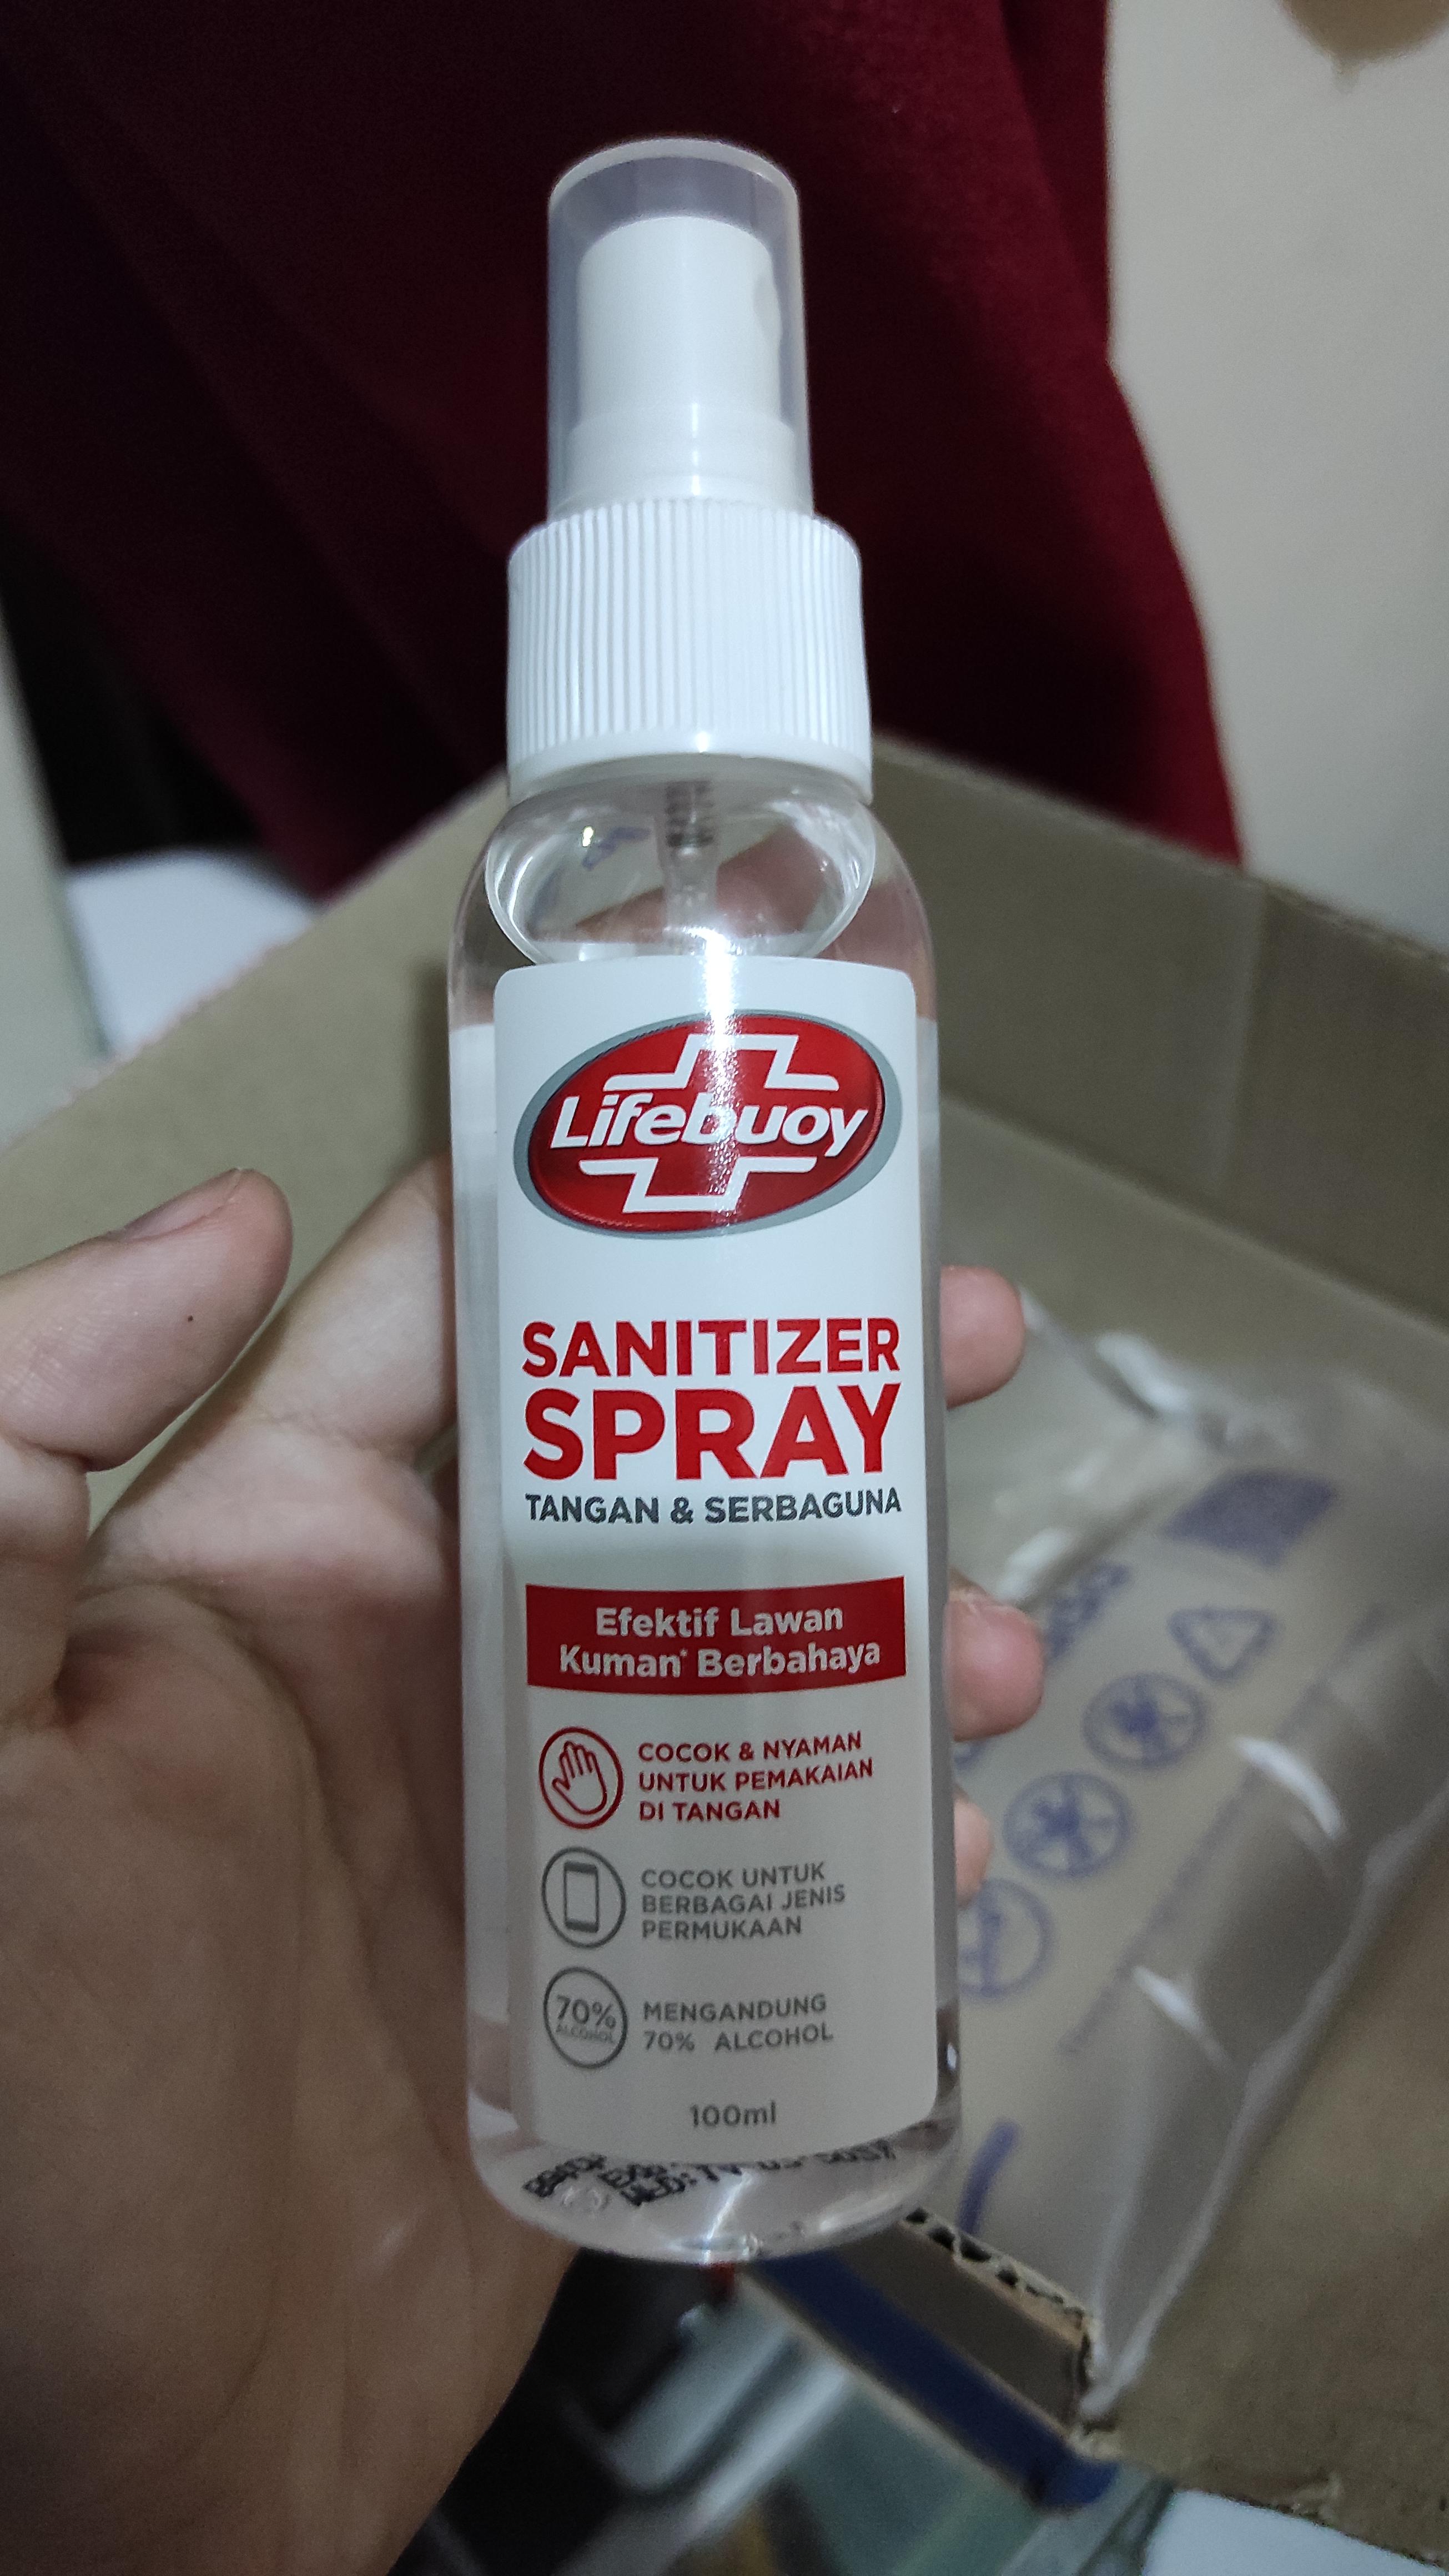 Lifebuoy
SANITIZER
SPRAY
TANGAN & SERBAGUNA
Efektif Lawan
Kuman* Berbahaya
COCOK & NYAMAN
UNTUK PEMAKAIAN
DI TANGAN
COCOK UNTUK
BERBAGAI JENIS
PERMUKAAN
70%
ALCOHOL
MENGANDUNG
70% ALCOHOL
100ml